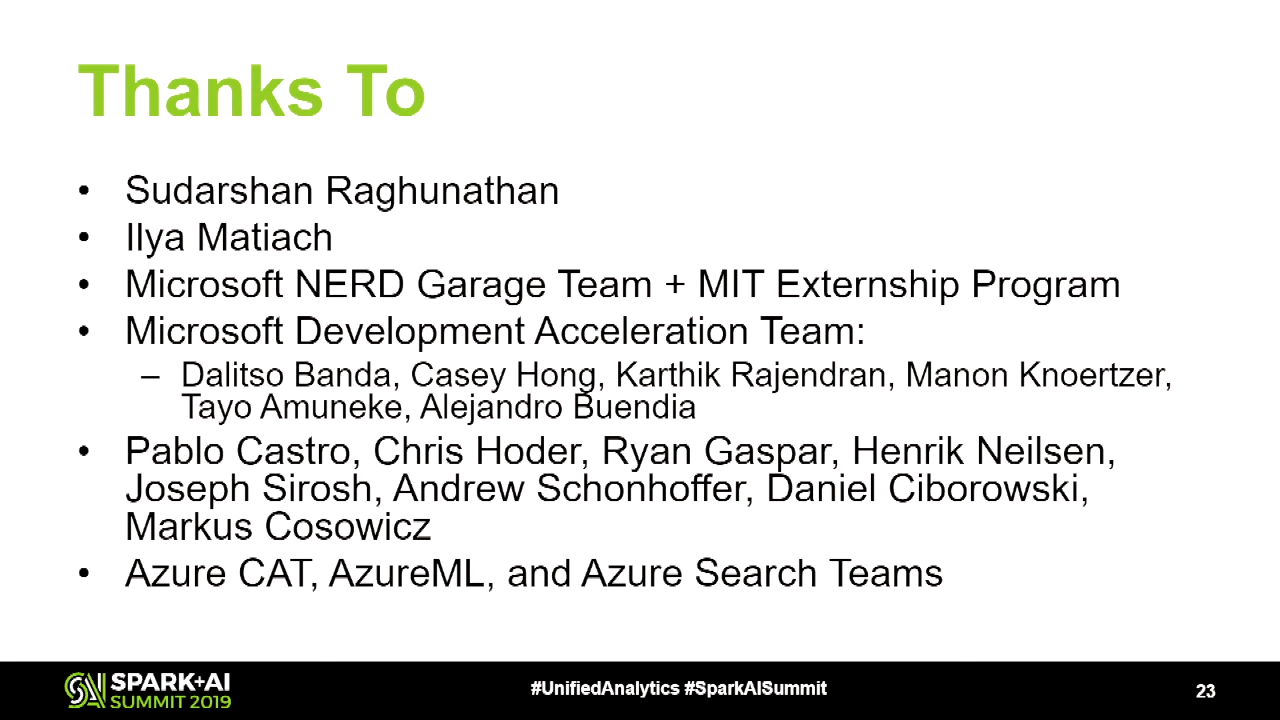 Thanks To
• Sudarshan Raghunathan
• Ilya Matiach
• Microsoft NERD Garage Team + MIT Externship Program
• Microsoft Development Acceleration Team:
– Dalitso Banda, Casey Hong, Karthik Rajendran, Manon Knoertzer,
Tayo Amuneke, Alejandro Buendia
• Pablo Castro, Chris Hoder, Ryan Gaspar, Henrik Neilsen,
Joseph Sirosh, Andrew Schonhoffer, Daniel Ciborowski,
Markus Cosowicz
• Azure CAT, AzureML, and Azure Search Teams
SPARK+AI
SUMMIT 2019
#UnifiedAnalytics #SparkAISummit
23